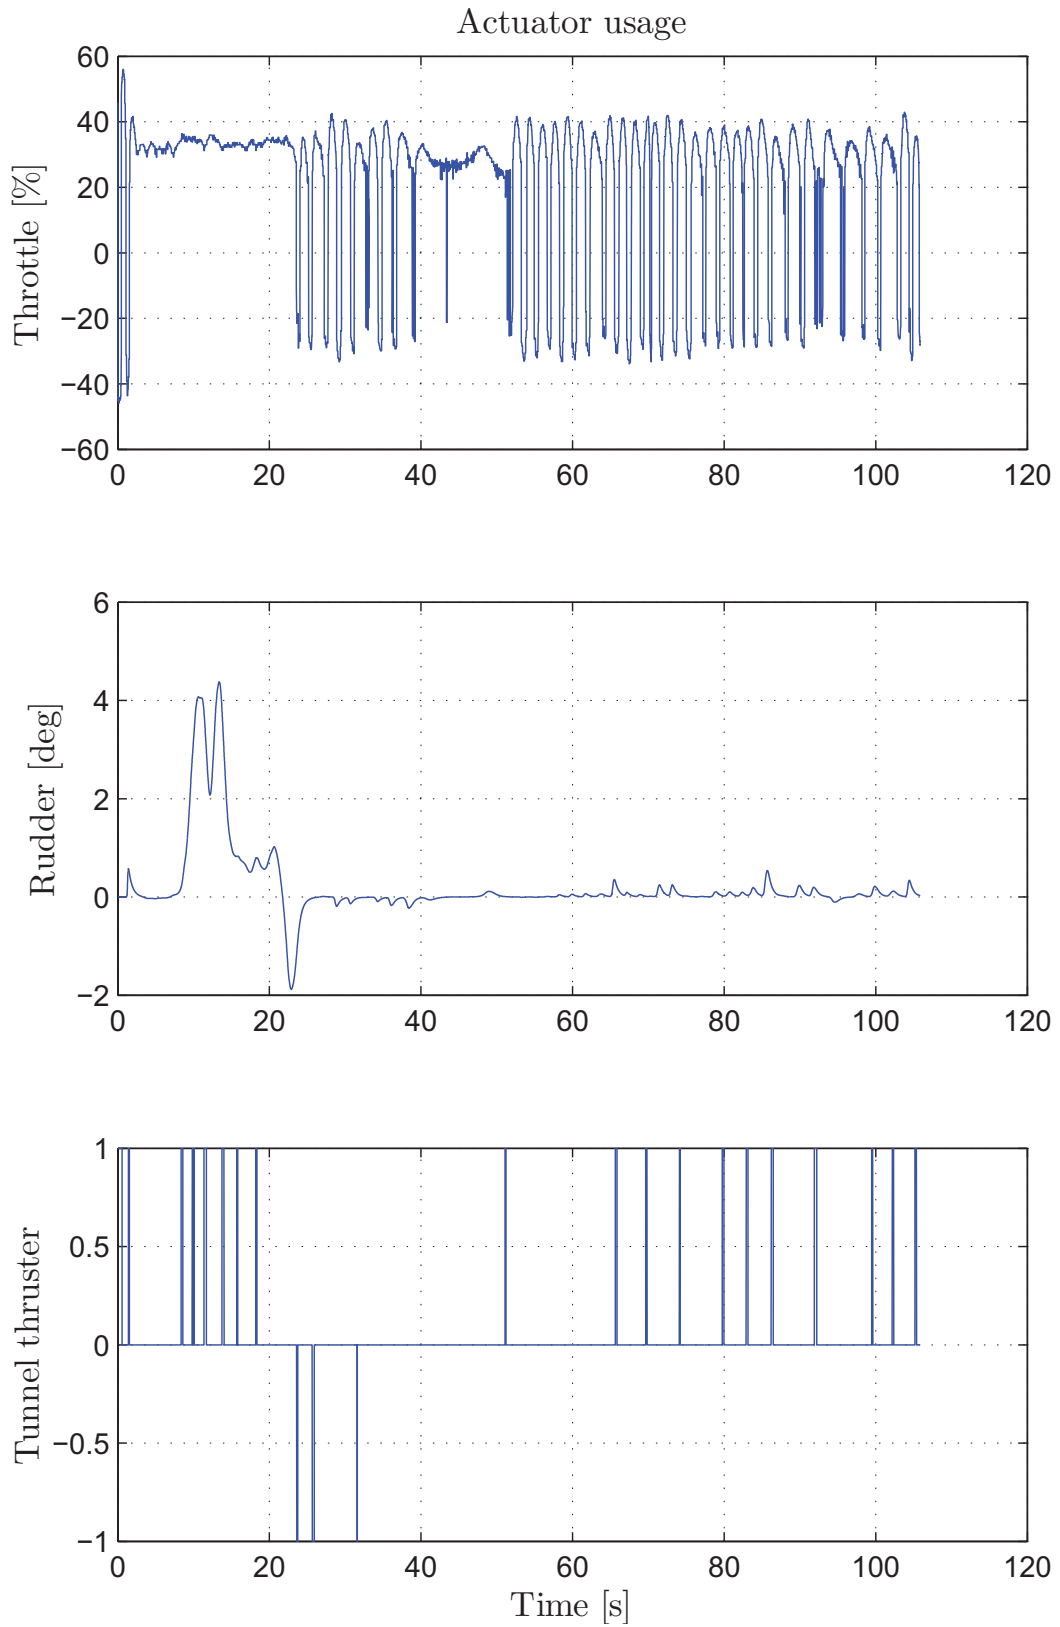 Actuator usage
60
40
20
0
−20
−40
−60
Throttle [%]
0 20 40 60 80 100 120
6
4
2
0
−2
Rudder [deg]
0 20 40 60 80 100 120
1
0.5
0
−0.5
−1
Tunnel thruster
0 20 40 60 80 100 120
Time [s]